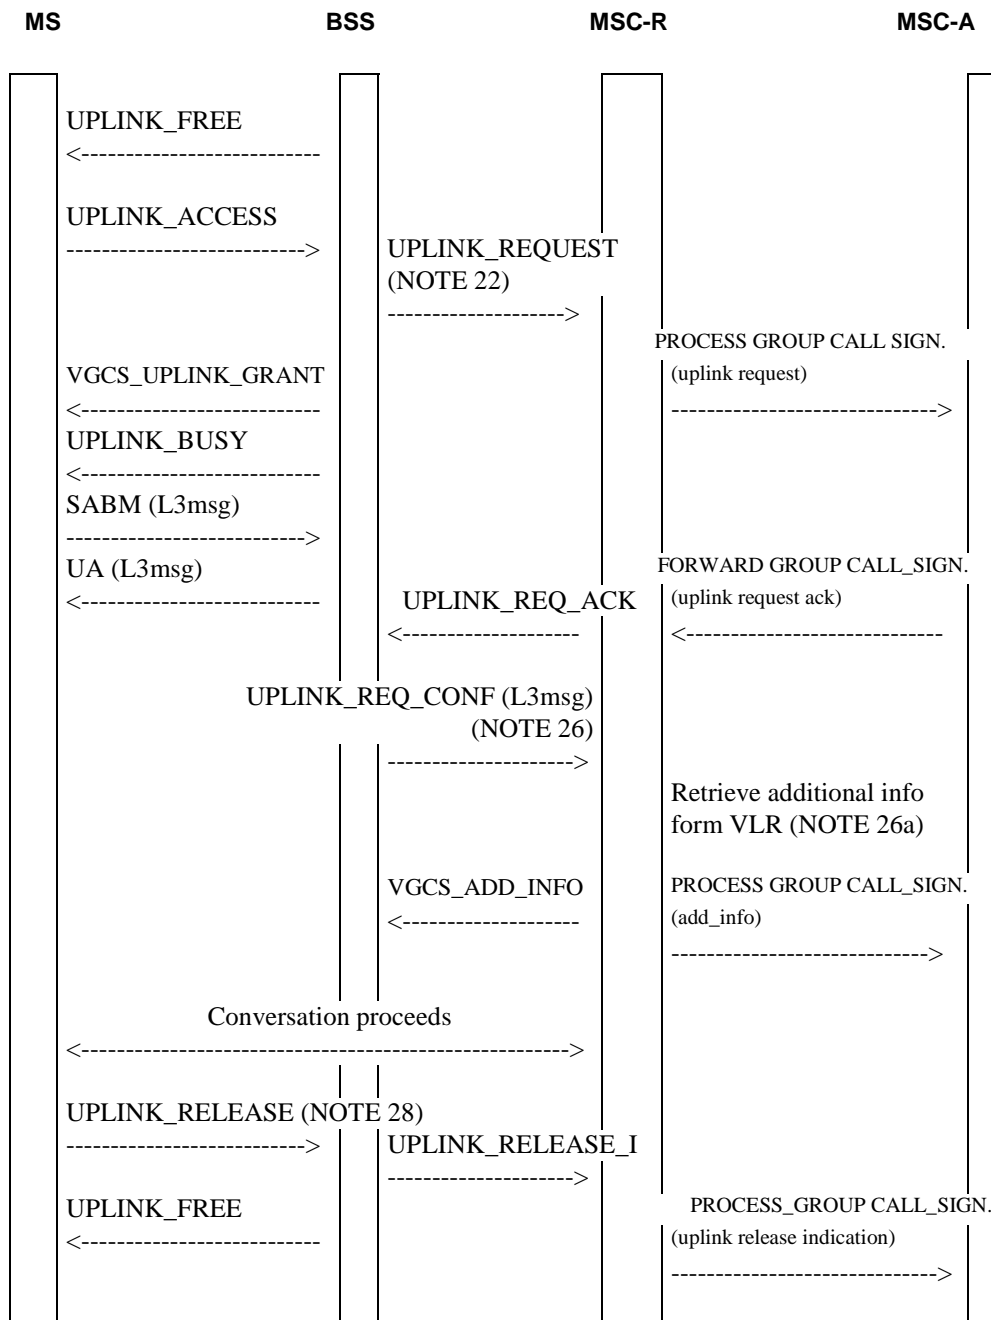 MS BSS MSC-R MSC-A
UPLINK_FREE
<---------------------------
UPLINK_ACCESS
--------------------------->
UPLINK_REQUEST
(NOTE 22)
-------------------->
PROCESS GROUP CALL SIGN.
(uplink request)
------------------------------>
VGCS_UPLINK_GRANT
<---------------------------
UPLINK_BUSY
<---------------------------
SABM (L3msg)
--------------------------->
UA (L3msg)
<---------------------------
FORWARD GROUP CALL_SIGN.
(uplink request ack)
<-----------------------------
UPLINK_REQ_ACK
<--------------------
UPLINK_REQ_CONF (L3msg)
(NOTE 26)
--------------------->
Retrieve additional info
form VLR (NOTE 26a)
VGCS_ADD_INFO
<--------------------
PROCESS GROUP CALL_SIGN.
(add_info)
----------------------------->
Conversation proceeds
<------------------------------------------------------->
UPLINK_RELEASE (NOTE 28)
--------------------------->
UPLINK_RELEASE_I
--------------------->
UPLINK_FREE
<---------------------------
PROCESS_GROUP CALL_SIGN.
(uplink release indication)
------------------------------>